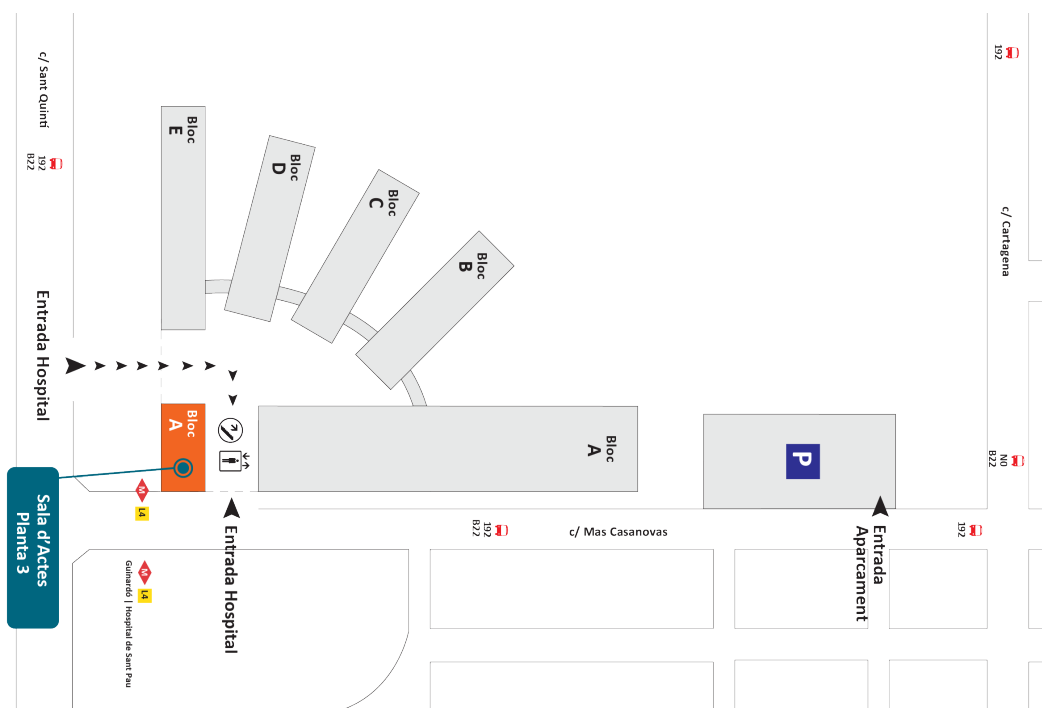 c/ Sant Quintí
192
B22
Entrada Hospital
Bloc
E
Bloc
D
Bloc
C
Bloc
B
Bloc
A
Bloc
A
P
192
c/ Cartagena
N0
B22
Sala d'Actes
Planta 3
M
L4
M
L4
Guinardó | Hospital de Sant Pau
Entrada Hospital
192
B22
c/ Mas Casanovas
Entrada
Aparcament
192